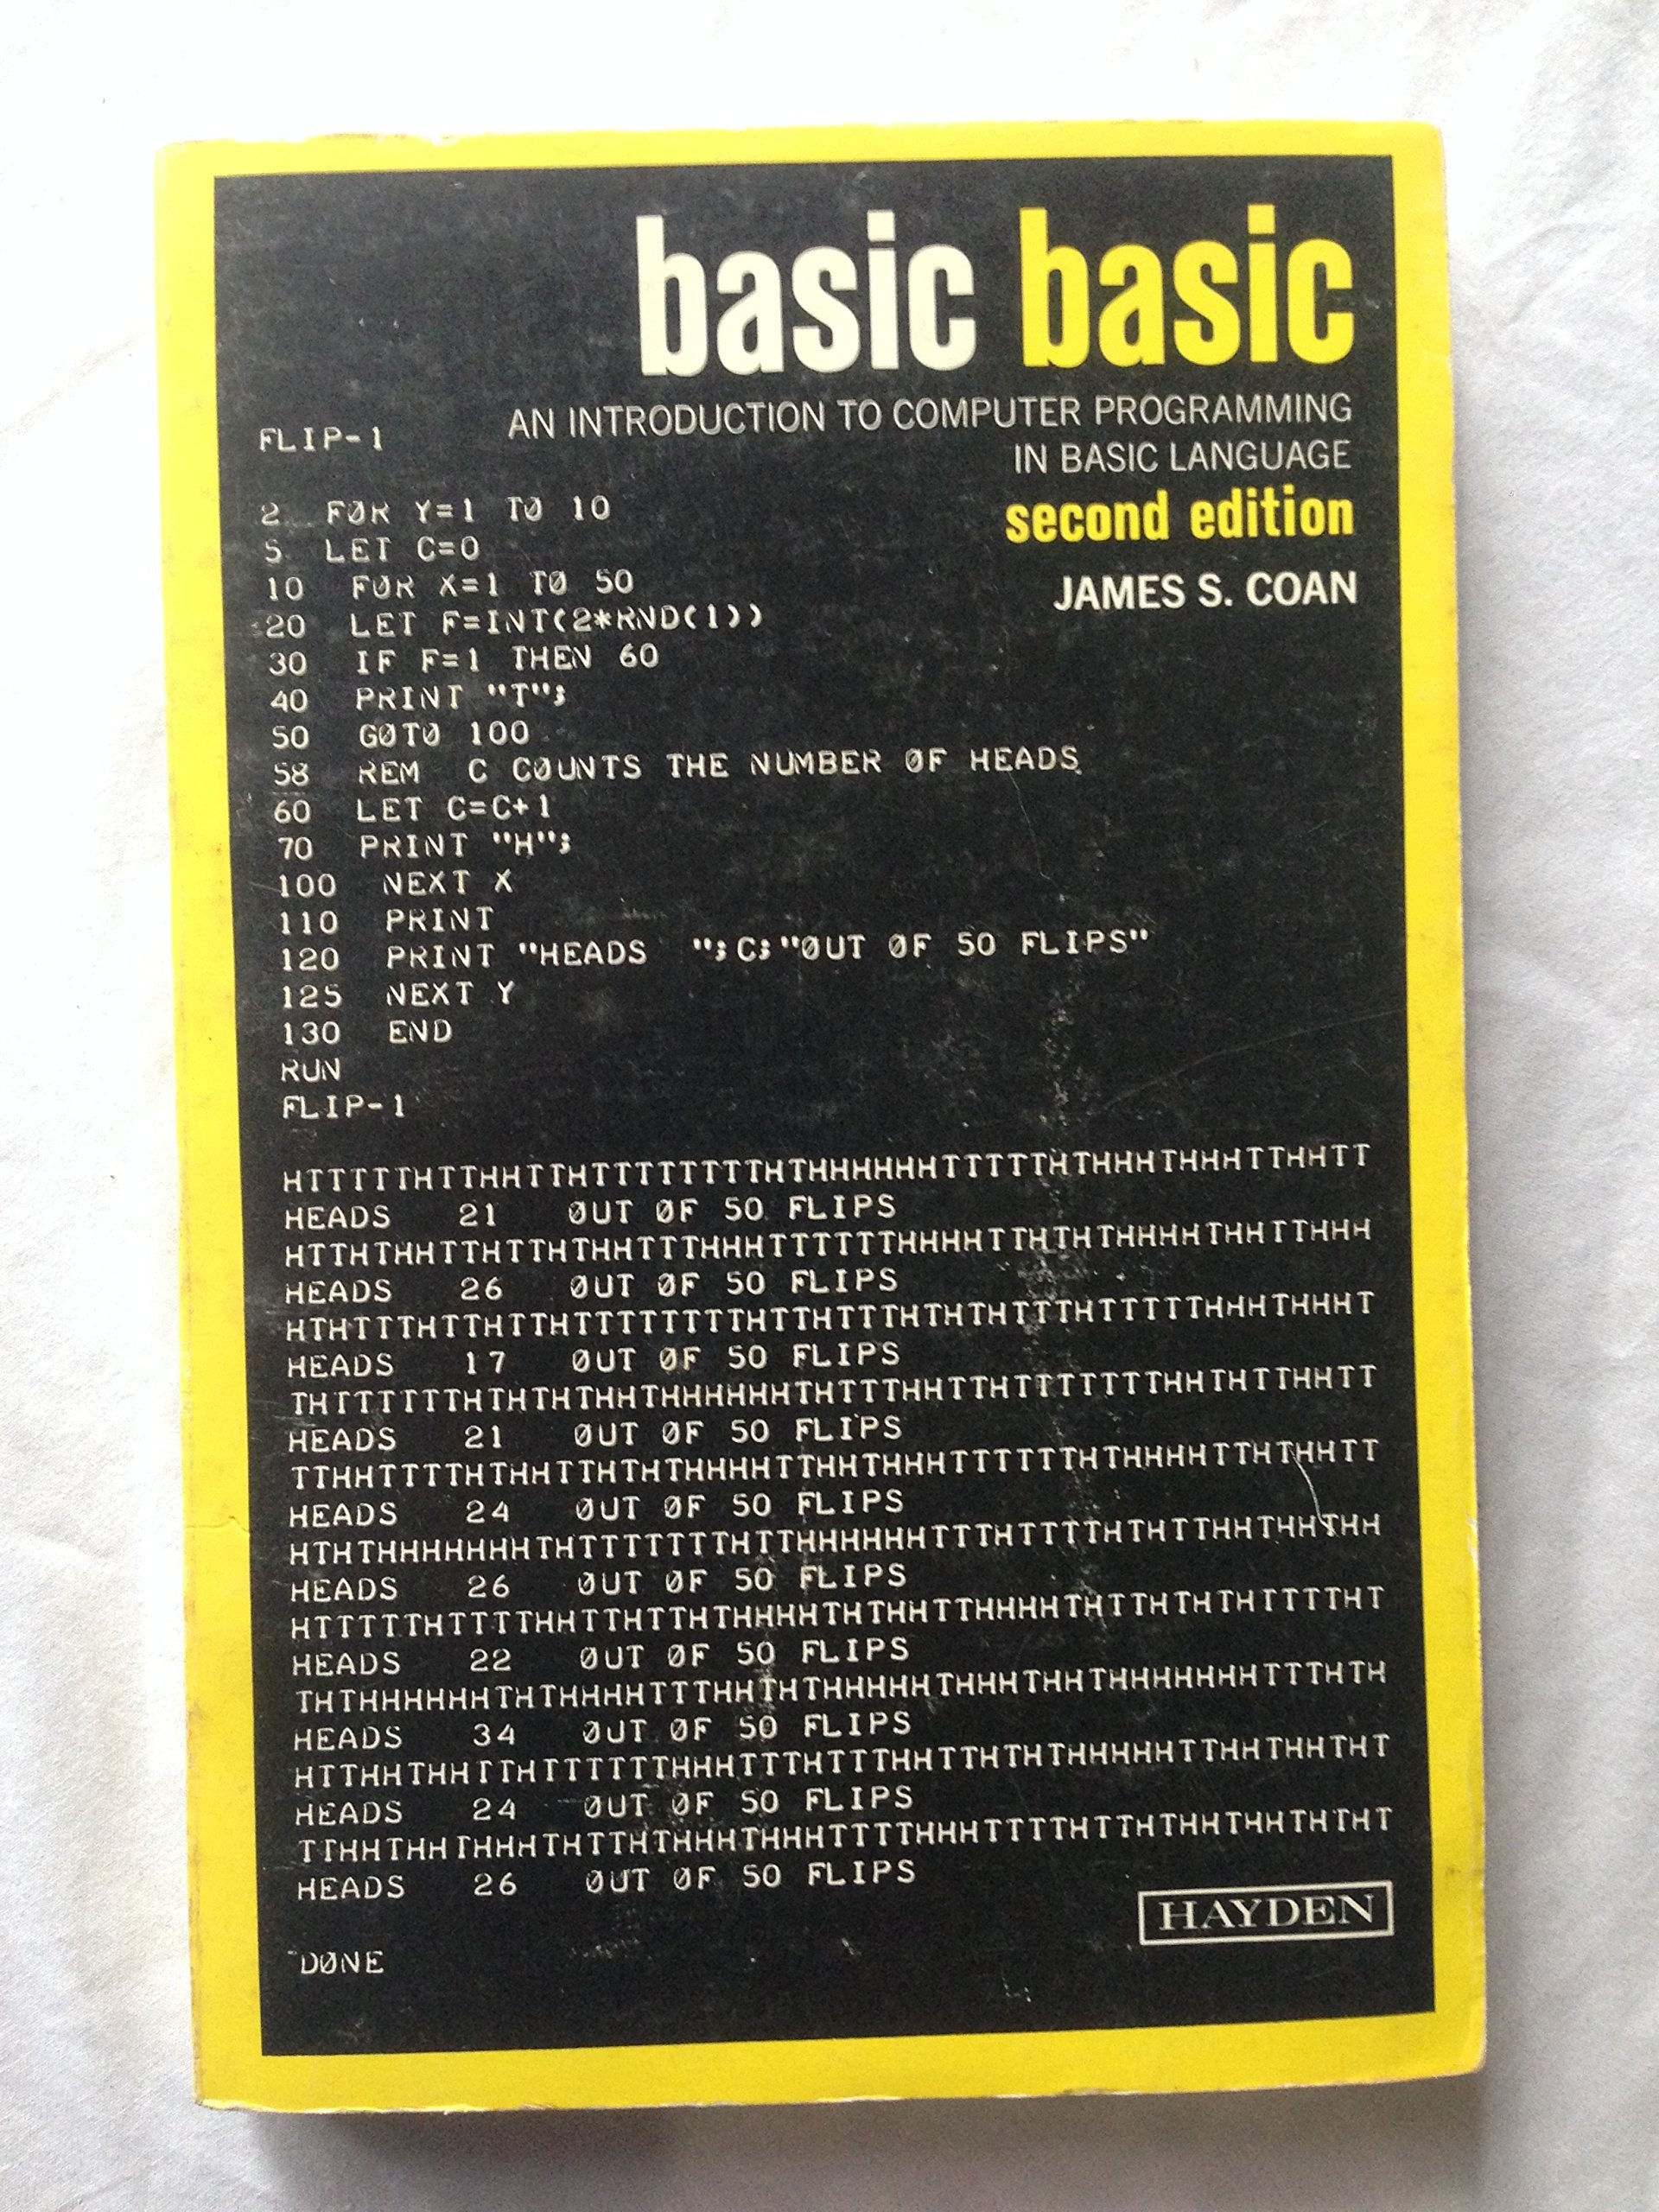 basic basic
AN INTRODUCTION TO COMPUTER PROGRAMMING
IN BASIC LANGUAGE
second edition
JAMES S. COAN
FLIP-1
2 FØR Y=1 TØ 10
5 LET C=0
10 FØR X=1 TØ 50
20 LET F=INT(2*RND(1))
30 IF F=1 THEN 60
40 PRINT "T";
50 GØTØ 100
58 REM C CØUNTS THE NUMBER ØF HEADS
60 LET C=C+1
70 PRINT "H";
100 NEXT X
110 PRINT
120 PRINT "HEADS ";C;"ØUT ØF 50 FLIPS"
125 NEXT Y
130 END
RUN
FLIP-1
HTTTTTHTTHHTTHTTTTTTTTHTHHHHHHTTTTTHTHHHTHHHTTHHTT
HEADS 21 ØUT ØF 50 FLIPS
HTTHTHHTTHTTHTHHTTTHHHTTTTTTHHHHTTHTHTHHHHTHHTTHHH
HEADS 26 ØUT ØF 50 FLIPS
HTHTTTHTTHTTHTTTTTTTTHTTHTTTHTHTHTTTHTTTTTHHHTHHHT
HEADS 17 ØUT ØF 50 FLIPS
THTTTTTTHTHTHTHHTHHHHHHTHTTTHHTTHTTTTTTTHHTHTTHHTT
HEADS 21 ØUT ØF 50 FLIPS
TTHHTTTTHTHHTTHTHTHHHHTTHHTHHHTTTTTTHTHHHHTTHTHHTT
HEADS 24 ØUT ØF 50 FLIPS
HTHTHHHHHHHTHTTTTTTTHTTHHHHHHTTTHTTTTHTHTTHHTHHTHH
HEADS 26 ØUT ØF 50 FLIPS
HTTTTTHTTTTHHTTHTTHTHHHHTHTHHTTHHHHTHTTHTHTHTTTTHT
HEADS 22 ØUT ØF 50 FLIPS
THTHHHHHHTHTHHHHTTTHHTHTHHHHHTHHHTHHTHHHHHHHTTTHTH
HEADS 34 ØUT ØF 50 FLIPS
HTTHHTHHTTHTTTTTTHHHTTTHTTTHHTTHTHTHHHHHTTHHTHHTHT
HEADS 24 ØUT ØF 50 FLIPS
TTHHTHHTHHHTHTTHTHHHTHHHTTTTHHHTTTTHTTHTHHTHHTHTHT
HEADS 26 ØUT ØF 50 FLIPS
HAYDEN
DØNE